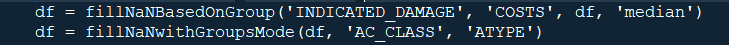 df = fillNaNBasedOnGroup('INDICATED_DAMAGE', 'COSTS', df, 'median')
df = fillNaNwithGroupsMode(df, 'AC_CLASS', 'ATYPE')